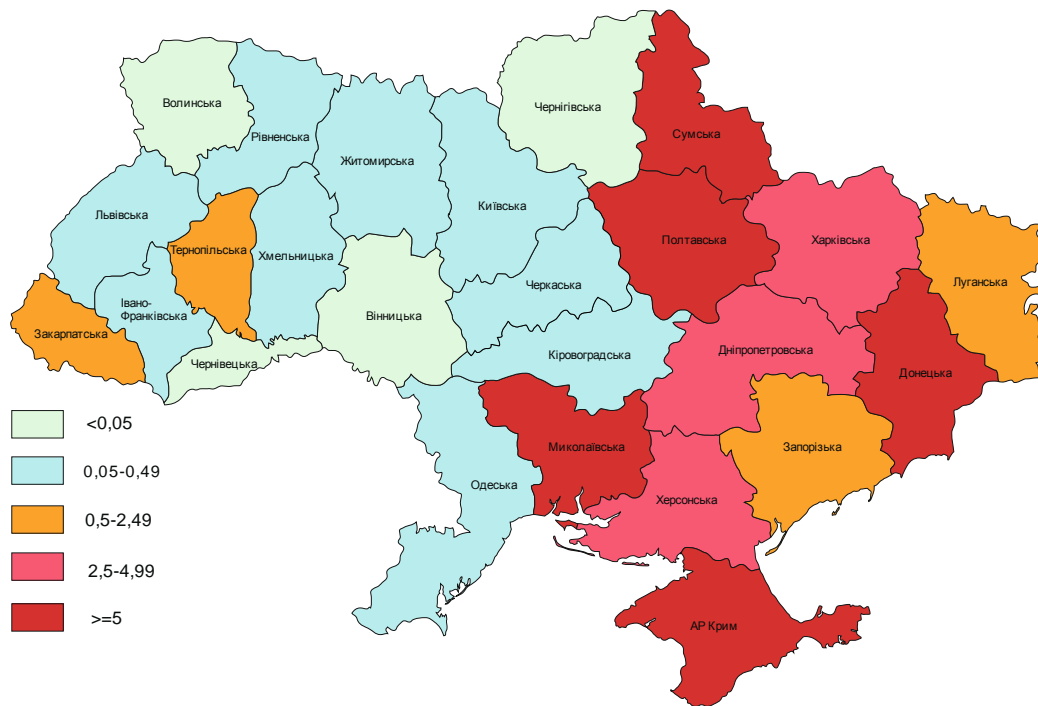 Волинська
Рівненська
Житомирська
Чернігівська
Сумська
Київська
Львівська
Тернопільська
Хмельницька
Полтавська
Харківська
Луганська
Черкаська
Івано-
Франківська
Вінницька
Закарпатська
Чернівецька
Кіровоградська
Дніпропетровська
Донецька
Миколаївська
Запорізька
Одеська
Херсонська
АР Крим
<0,05
0,05-0,49
0,5-2,49
2,5-4,99
>=5